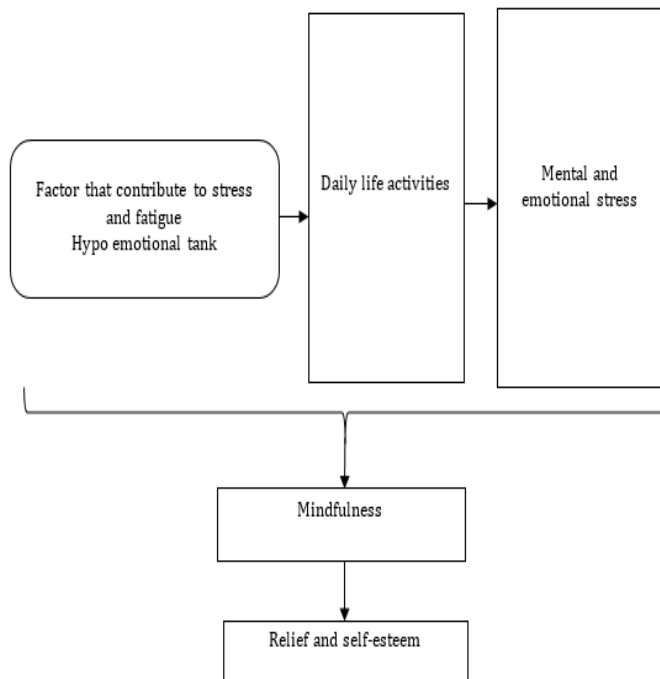 Factor that contribute to stress
and fatigue
Hypo emotional tank
Daily life activities
Mental and
emotional stress
Mindfulness
Relief and self-esteem